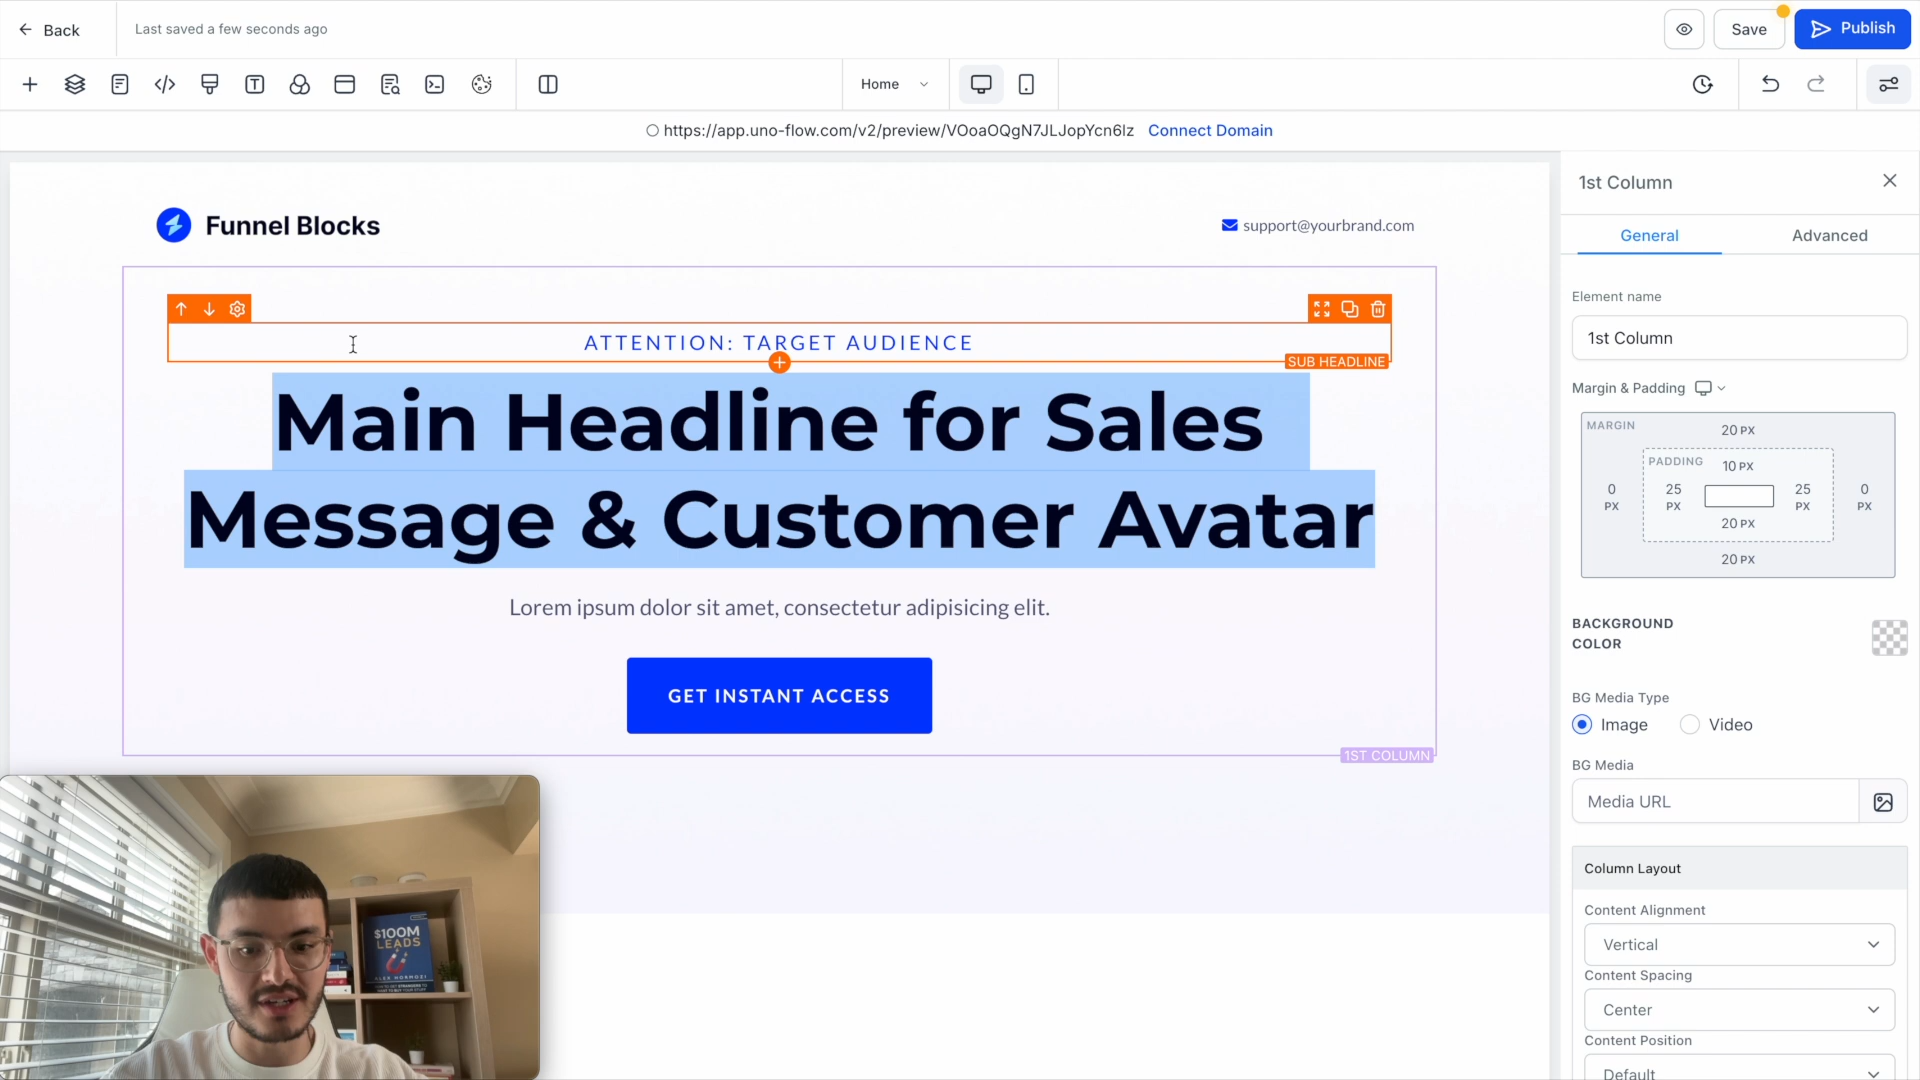 Back
Last saved a few seconds ago
Save
Publish
Home
https://app.uno-flow.com/v2/preview/VOoaOQgN7JLJopYcn6lz Connect Domain
Funnel Blocks
support@yourbrand.com
ATTENTION: TARGET AUDIENCE
SUB HEADLINE
Main Headline for Sales
Message & Customer Avatar
Lorem ipsum dolor sit amet, consectetur adipisicing elit.
GET INSTANT ACCESS
1ST COLUMN
$100M
LEADS
ALEX HORMOZI
1st Column
General
Advanced
Element name
1st Column
Margin & Padding
MARGIN
20 PX
PADDING
10 PX
0
PX
25
PX
25
PX
0
PX
20 PX
20 PX
BACKGROUND
COLOR
BG Media Type
Image
Video
BG Media
Media URL
Column Layout
Content Alignment
Vertical
Content Spacing
Center
Content Position
Default